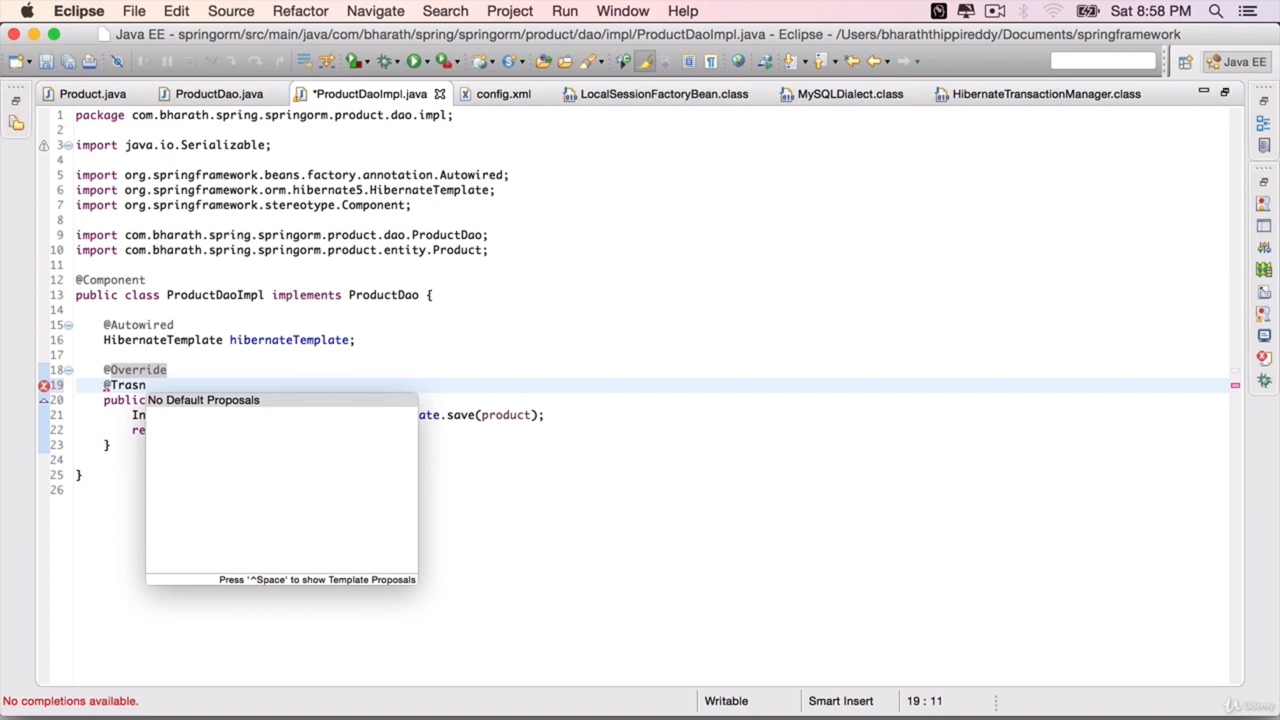 Eclipse File Edit Source Refactor Navigate Search Project Run Window Help Sat 8:58 PM
Java EE - springorm/src/main/java/com/bharath/spring/springorm/product/dao/impl/ProductDaoImpl.java - Eclipse - /Users/bharaththippireddy/Documents/springframework
Java EE
Product.java ProductDao.java *ProductDaoImpl.java config.xml LocalSessionFactoryBean.class MySQLDialect.class HibernateTransactionManager.class
1 package com.bharath.spring.springorm.product.dao.impl;
2
3 import java.io.Serializable;
4
5 import org.springframework.beans.factory.annotation.Autowired;
6 import org.springframework.orm.hibernate5.HibernateTemplate;
7 import org.springframework.stereotype.Component;
8
9 import com.bharath.spring.springorm.product.dao.ProductDao;
10 import com.bharath.spring.springorm.product.entity.Product;
11
12 @Component
13 public class ProductDaoImpl implements ProductDao {
14
15 @Autowired
16 HibernateTemplate hibernateTemplate;
17
18 @Override
19 @Trasn
20 public No Default Proposals
21 In ate.save(product);
22 re
23 }
24
25 }
26
Press '^Space' to show Template Proposals
No completions available. Writable Smart Insert 19 : 11
Udemy